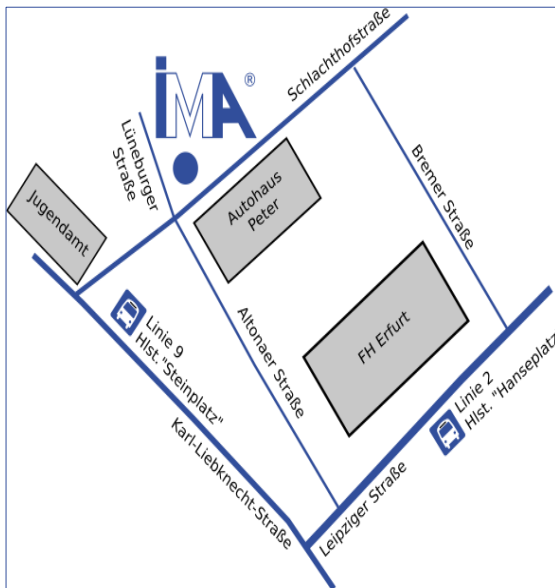 Schlachthofstraße
IMA®
Lüneburger
Straße
Autohaus
Peter
Bremer Straße
Jugendamt
Altonaer Straße
FH Erfurt
Linie 9
Hlst. "Steinplatz"
Linie 2
Hlst. "Hanseplatz"
Karl-Liebknecht-Straße
Leipziger Straße